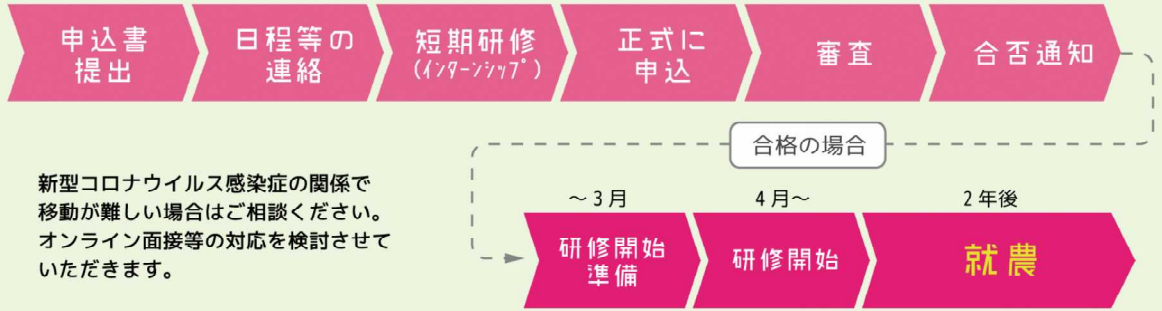 申込書
提出
日程等の
連絡
短期研修
(インターンシップ)
正式に
申込
審査
合否通知
合格の場合
新型コロナウイルス感染症の関係で
移動が難しい場合はご相談ください。
オンライン面接等の対応を検討させて
いただきます。
～3月
研修開始
準備
4月～
研修開始
2年後
就農